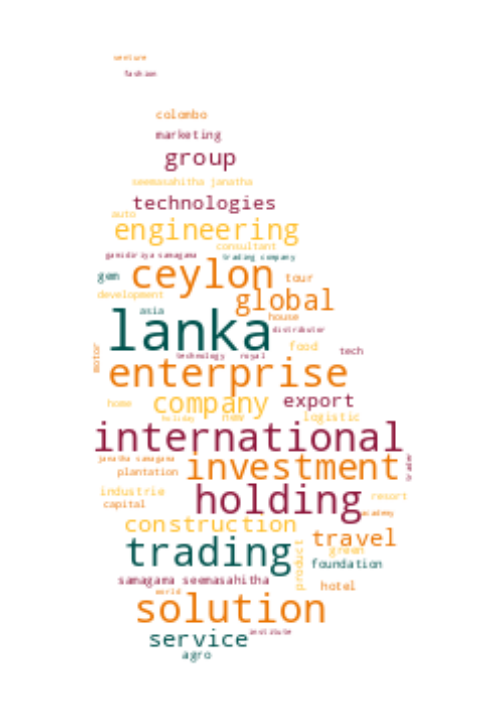 venture
fashion
colombo
marketing
group
seemasahitha janatha
technologies
auto
engineering
consultant
gamidiriya samagama
trading company
ceylon
gem
tour
development
global
asia
house
lanka
distributor
food
motor
technology
royal
tech
enterprise
home
company
export
holiday
new
logistic
international
janatha samagama
investment
trader
plantation
industrie
holding
resort
capital
academy
construction
travel
trading
green
product
foundation
samagama seemasahitha
hotel
world
solution
service
institute
agro